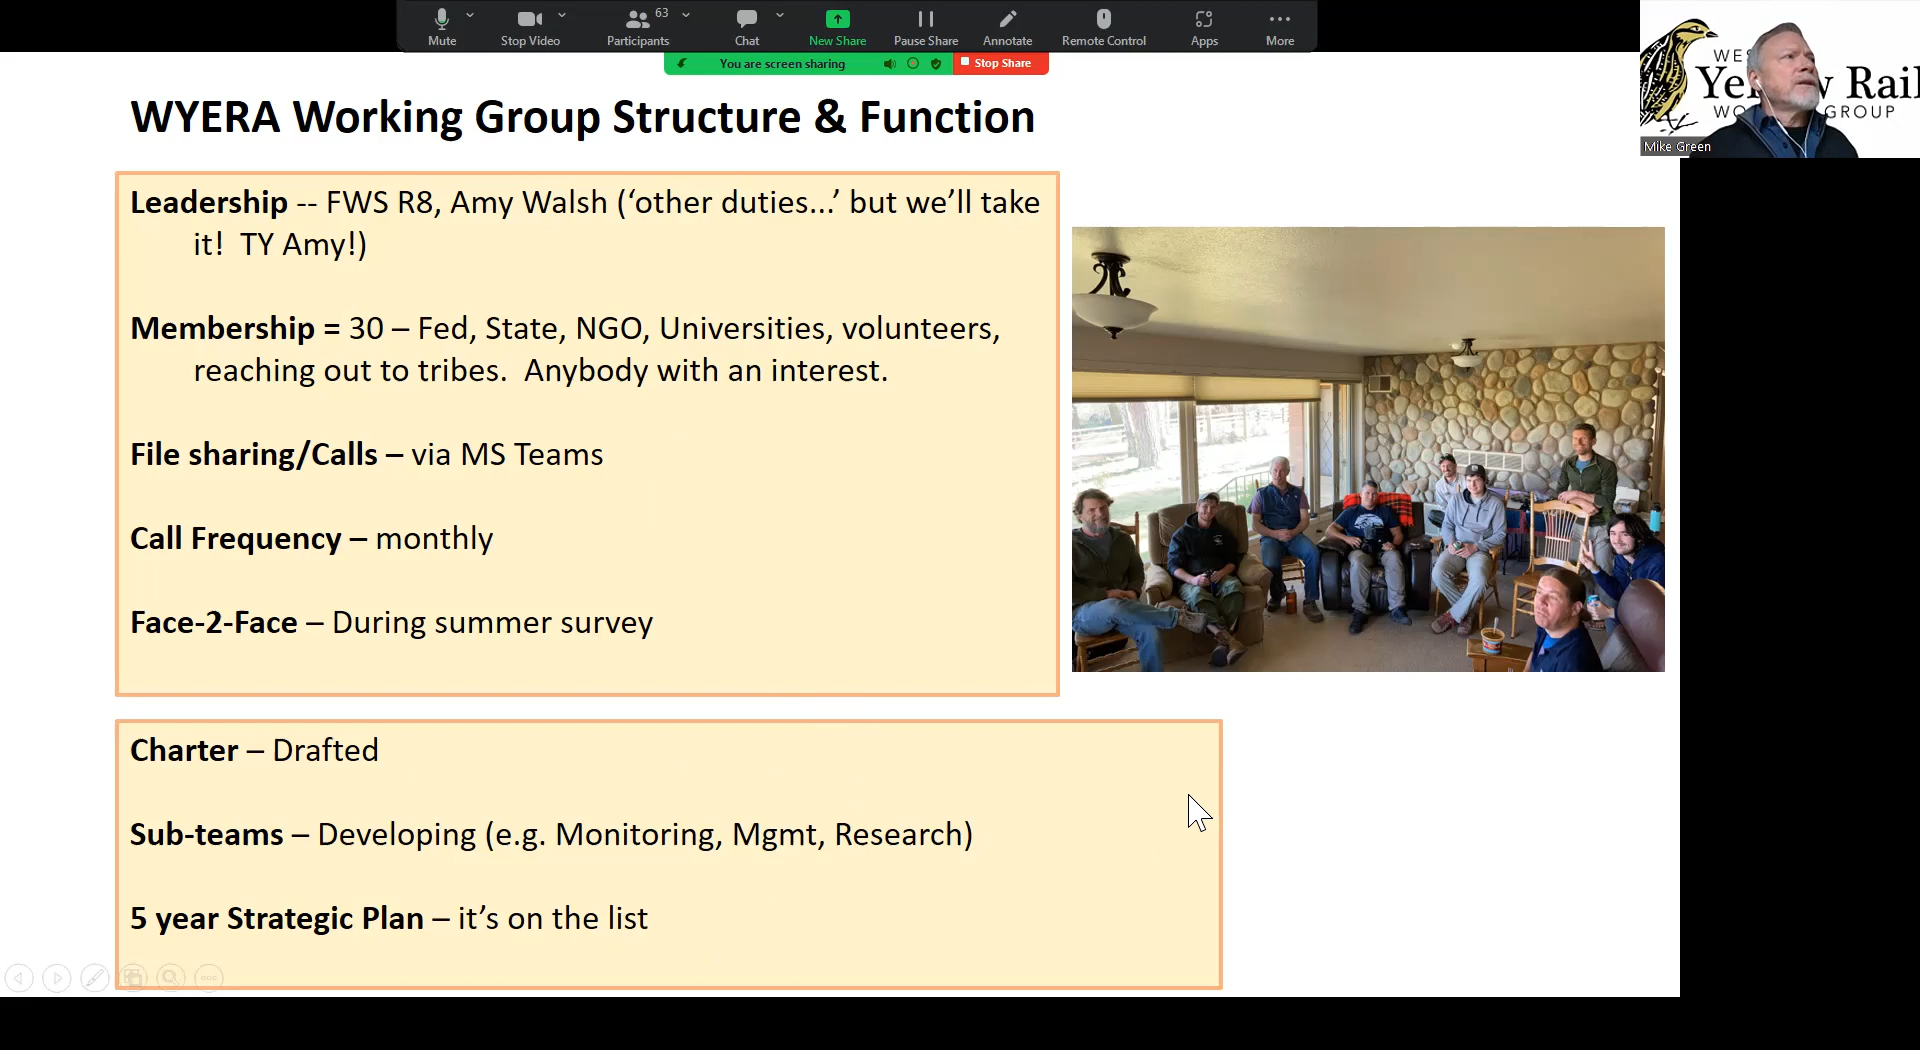 Mute
Stop Video
Participants
63
Chat
New Share
Pause Share
Annotate
Remote Control
Apps
More
You are screen sharing
Stop Share
WYERA Working Group Structure & Function
Leadership -- FWS R8, Amy Walsh (‘other duties...’ but we’ll take
it!  TY Amy!)
Membership = 30 – Fed, State, NGO, Universities, volunteers,
reaching out to tribes.  Anybody with an interest.
File sharing/Calls – via MS Teams
Call Frequency – monthly
Face-2-Face – During summer survey
Charter – Drafted
Sub-teams – Developing (e.g. Monitoring, Mgmt, Research)
5 year Strategic Plan – it’s on the list
Rail
GROUP
Mike Green